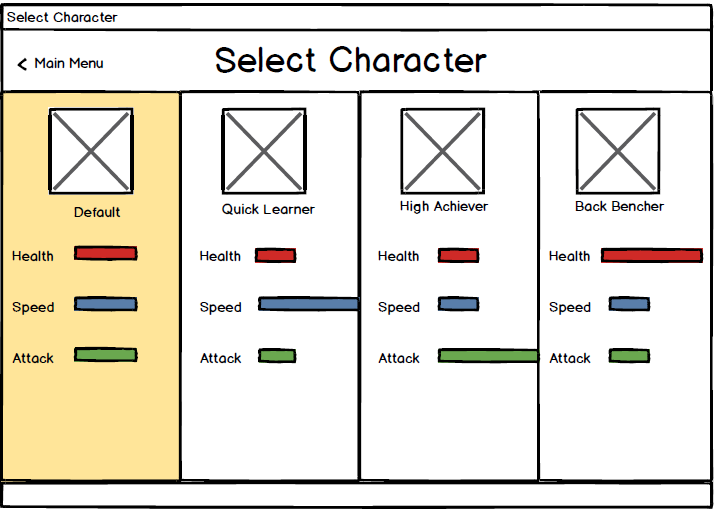 Select Character
Main Menu
Select Character
Default
Health
Speed
Attack
Quick Learner
Health
Speed
Attack
High Achiever
Health
Speed
Attack
Back Bencher
Health
Speed
Attack